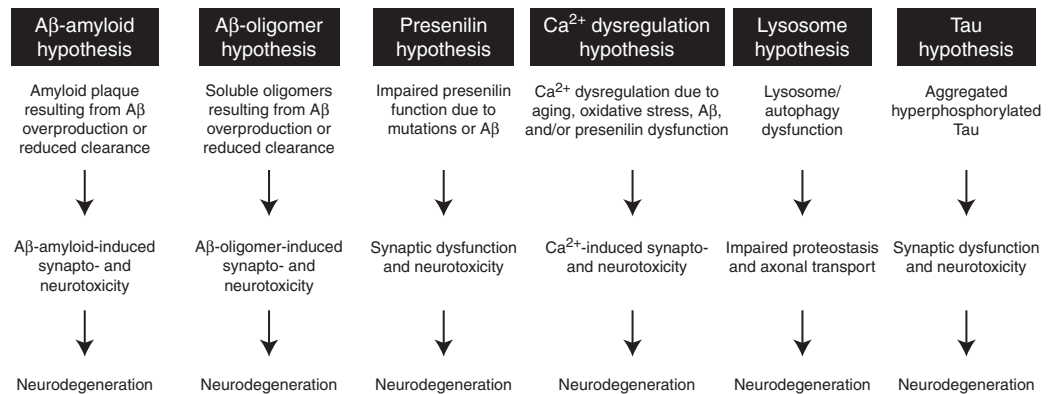 Aβ-amyloid
hypothesis
Amyloid plaque
resulting from Aβ
overproduction or
reduced clearance
Aβ-amyloid-induced
synapto- and
neurotoxicity
Neurodegeneration
Aβ-oligomer
hypothesis
Soluble oligomers
resulting from Aβ
overproduction or
reduced clearance
Aβ-oligomer-induced
synapto- and
neurotoxicity
Neurodegeneration
Presenilin
hypothesis
Impaired presenilin
function due to
mutations or Aβ
Synaptic dysfunction
and neurotoxicity
Neurodegeneration
Ca²⁺ dysregulation
hypothesis
Ca²⁺ dysregulation due to
aging, oxidative stress, Aβ,
and/or presenilin dysfunction
Ca²⁺-induced synapto-
and neurotoxicity
Neurodegeneration
Lysosome
hypothesis
Lysosome/
autophagy
dysfunction
Impaired proteostasis
and axonal transport
Neurodegeneration
Tau
hypothesis
Aggregated
hyperphosphorylated
Tau
Synaptic dysfunction
and neurotoxicity
Neurodegeneration